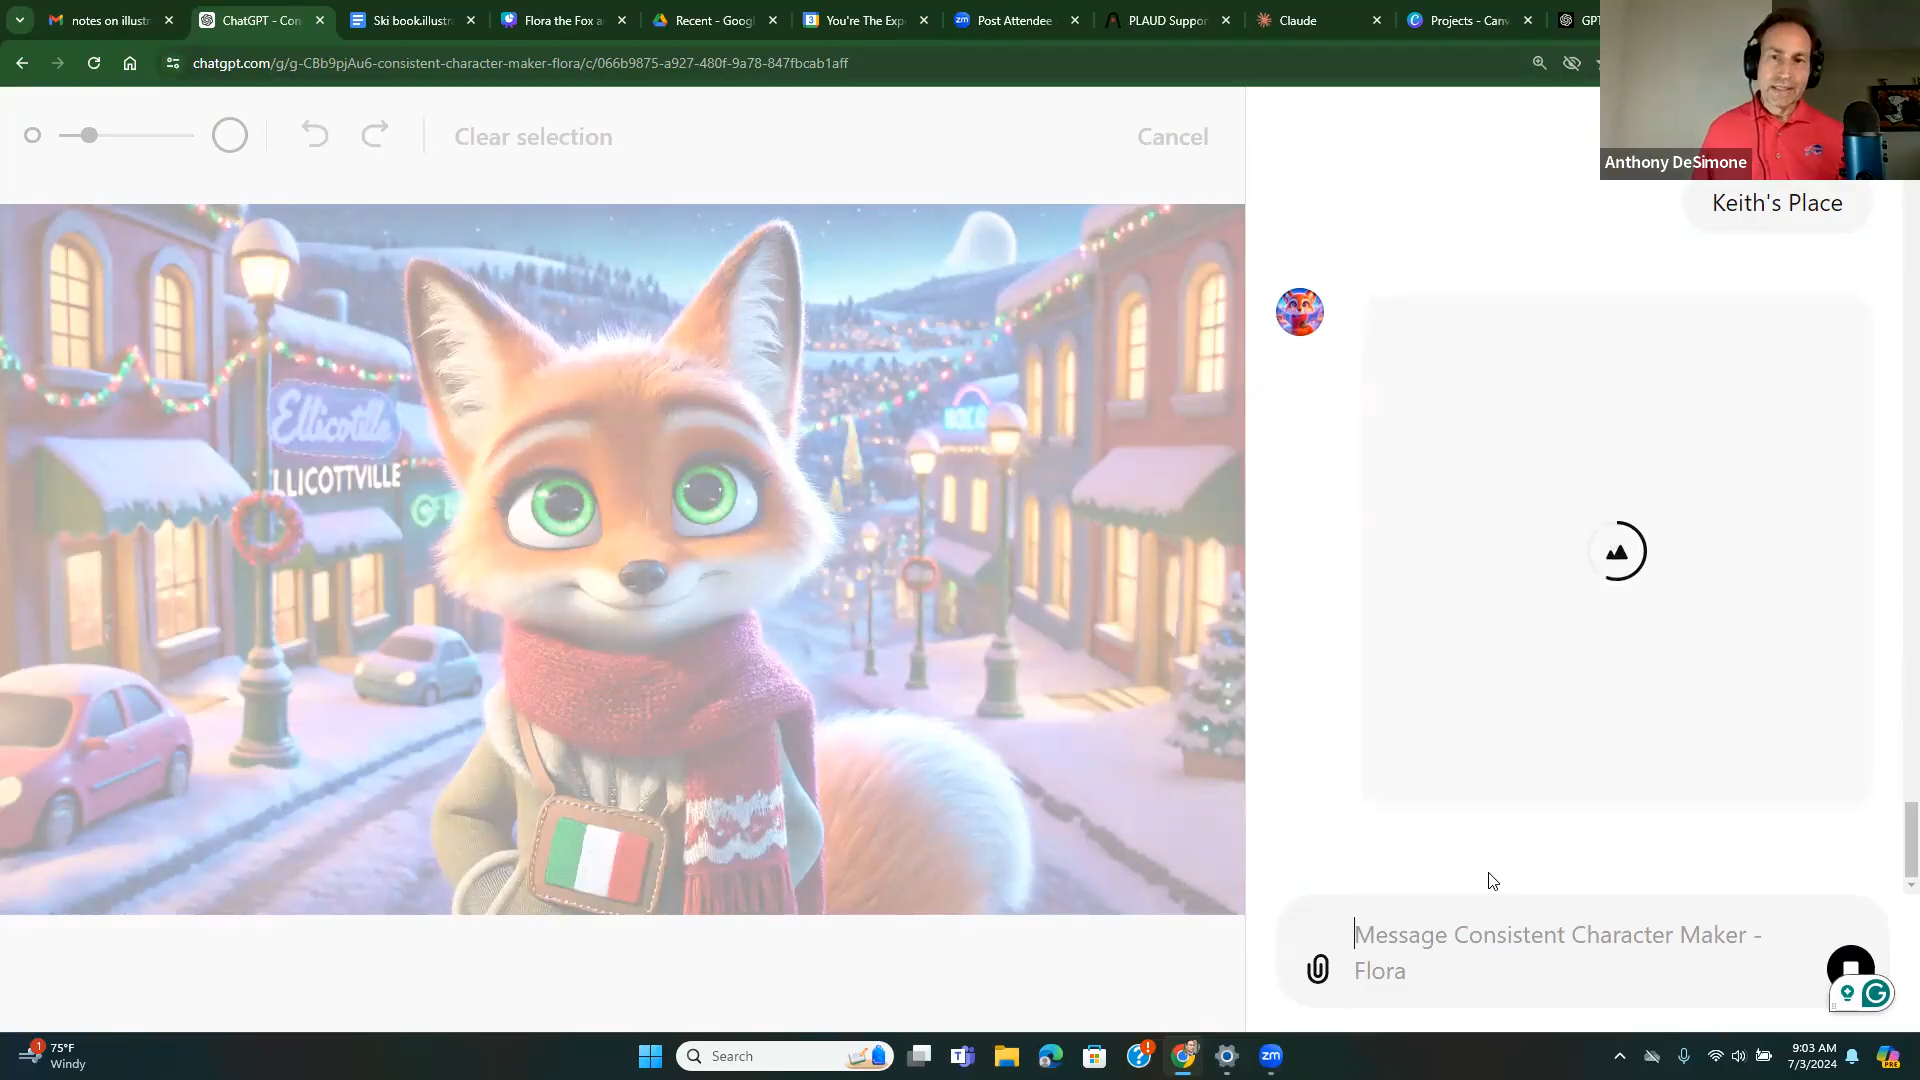 notes on illustr
ChatGPT - Con
Ski book.illustra
Flora the Fox a
Recent - Googl
You're The Exp
Post Attendee
PLAUD Suppor
Claude
Projects - Canv
GPT
chatgpt.com/g/g-CBb9pjAu6-consistent-character-maker-flora/c/066b9875-a927-480f-9a78-847fbcab1aff
Clear selection
Cancel
Anthony DeSimone
Keith's Place
LLICOTTVILLE
Message Consistent Character Maker -
Flora
75°F
Windy
Search
9:03 AM
7/3/2024